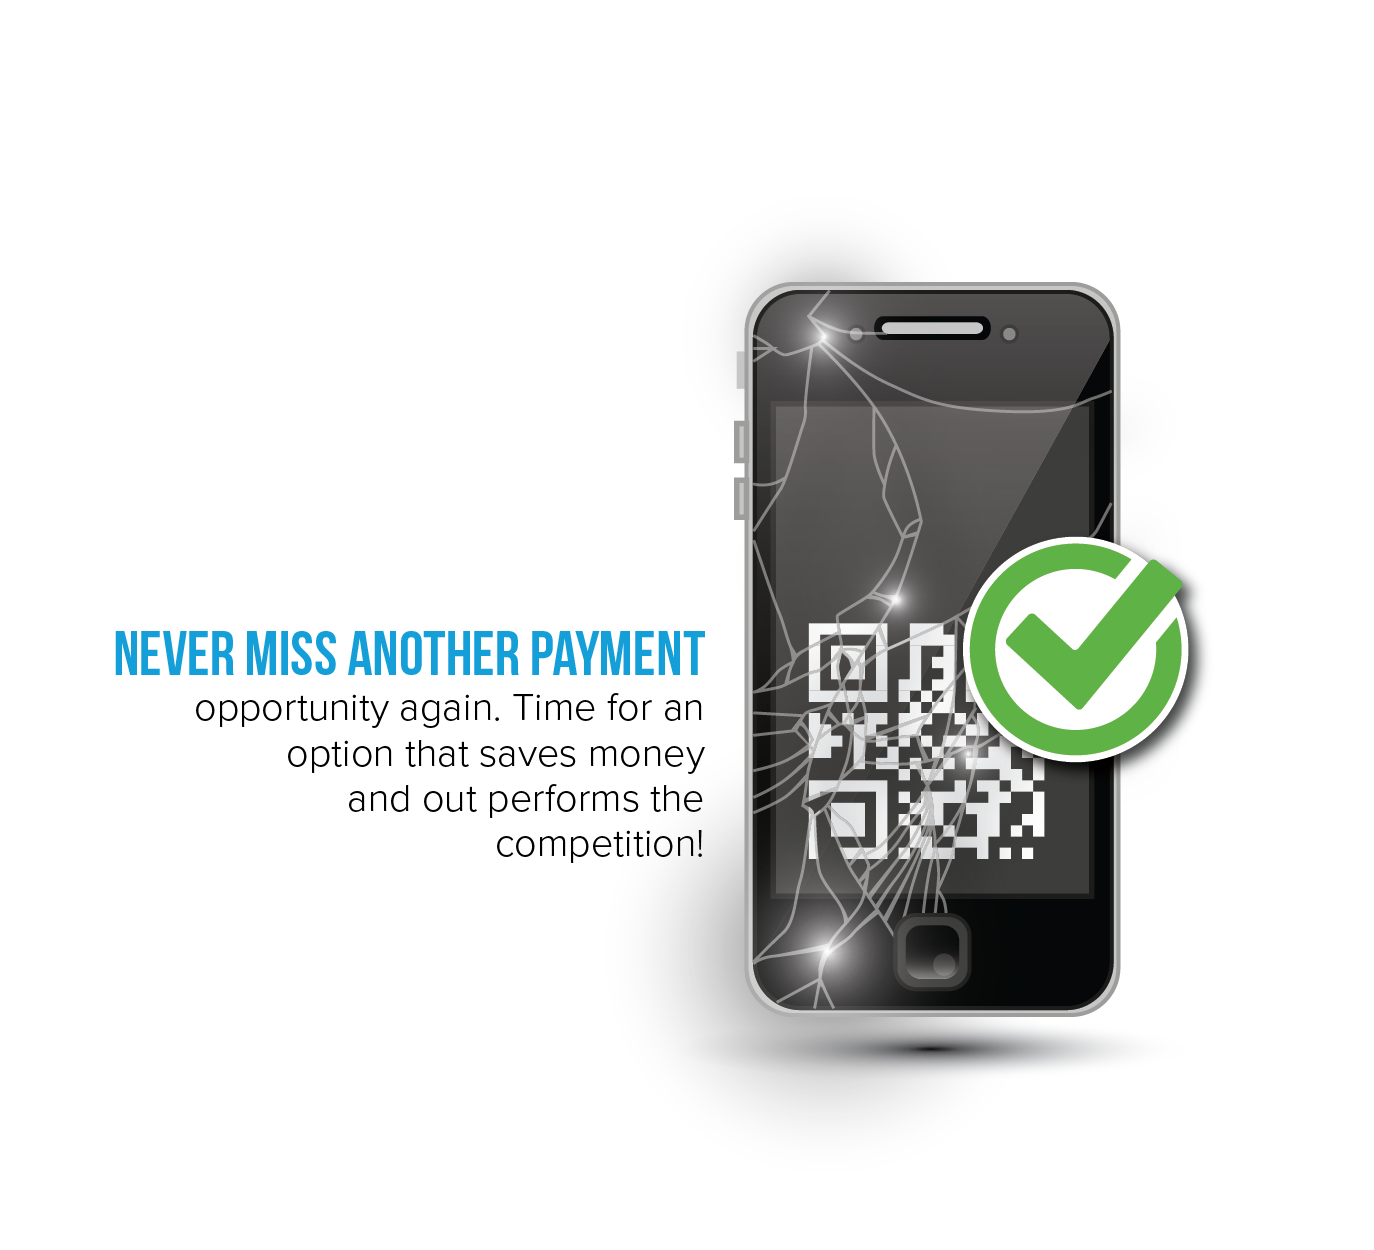 NEVER MISS ANOTHER PAYMENT
opportunity again. Time for an
option that saves money
and out performs the
competition!